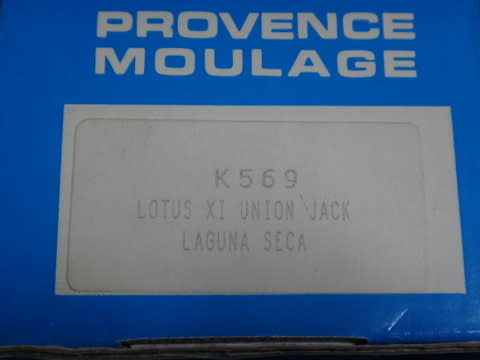 PROVENCE
MOULAGE
K569
LOTUS XI UNION JACK
LAGUNA SECA